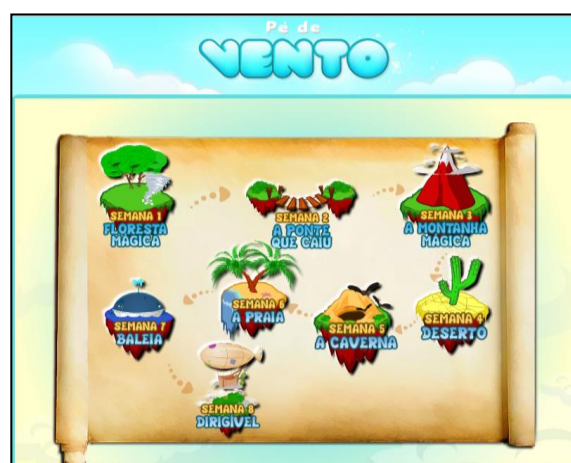 Pé de
VENTO
SEMANA 1
FLORESTA
MÁGICA
SEMANA 2
A PONTE
QUE CAIU
SEMANA 3
A MONTANHA
MÁGICA
SEMANA 4
DESERTO
SEMANA 5
A CAVERNA
SEMANA 6
A PRAIA
SEMANA 7
BALEIA
SEMANA 8
DIRIGÍVEL